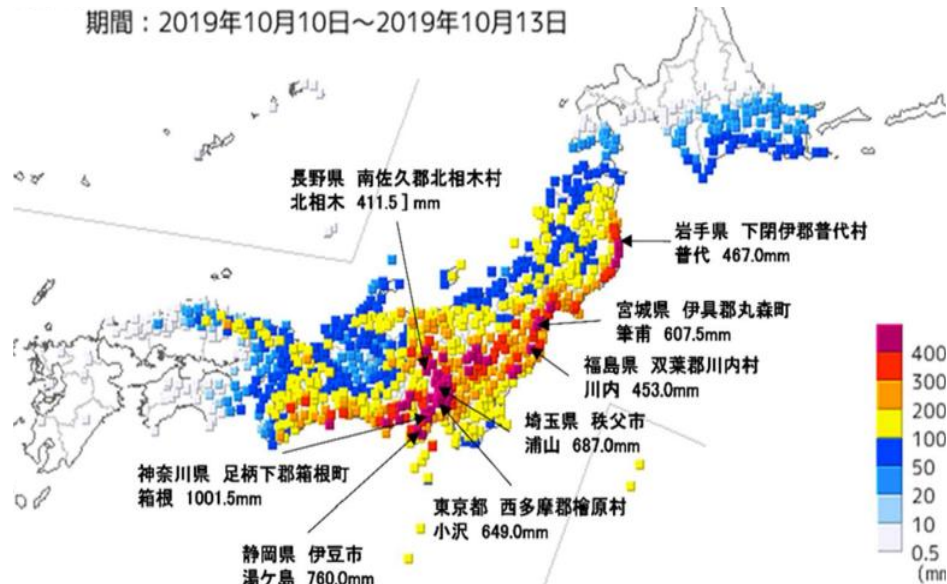 期間：2019年10月10日～2019年10月13日
長野県 南佐久郡北相木村
北相木 411.5］mm
岩手県 下閉伊郡普代村
普代 467.0mm
宮城県 伊具郡丸森町
筆甫 607.5mm
福島県 双葉郡川内村
川内 453.0mm
埼玉県 秩父市
浦山 687.0mm
神奈川県 足柄下郡箱根町
箱根 1001.5mm
東京都 西多摩郡檜原村
小沢 649.0mm
静岡県 伊豆市
湯ケ島 760.0mm
400
300
200
100
50
20
10
0.5
(mm